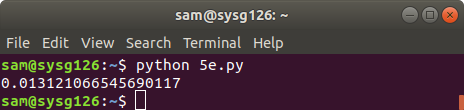 sam@sysg126: ~
File Edit View Search Terminal Help
sam@sysg126:~$ python 5e.py
0.013121066545690117
sam@sysg126:~$